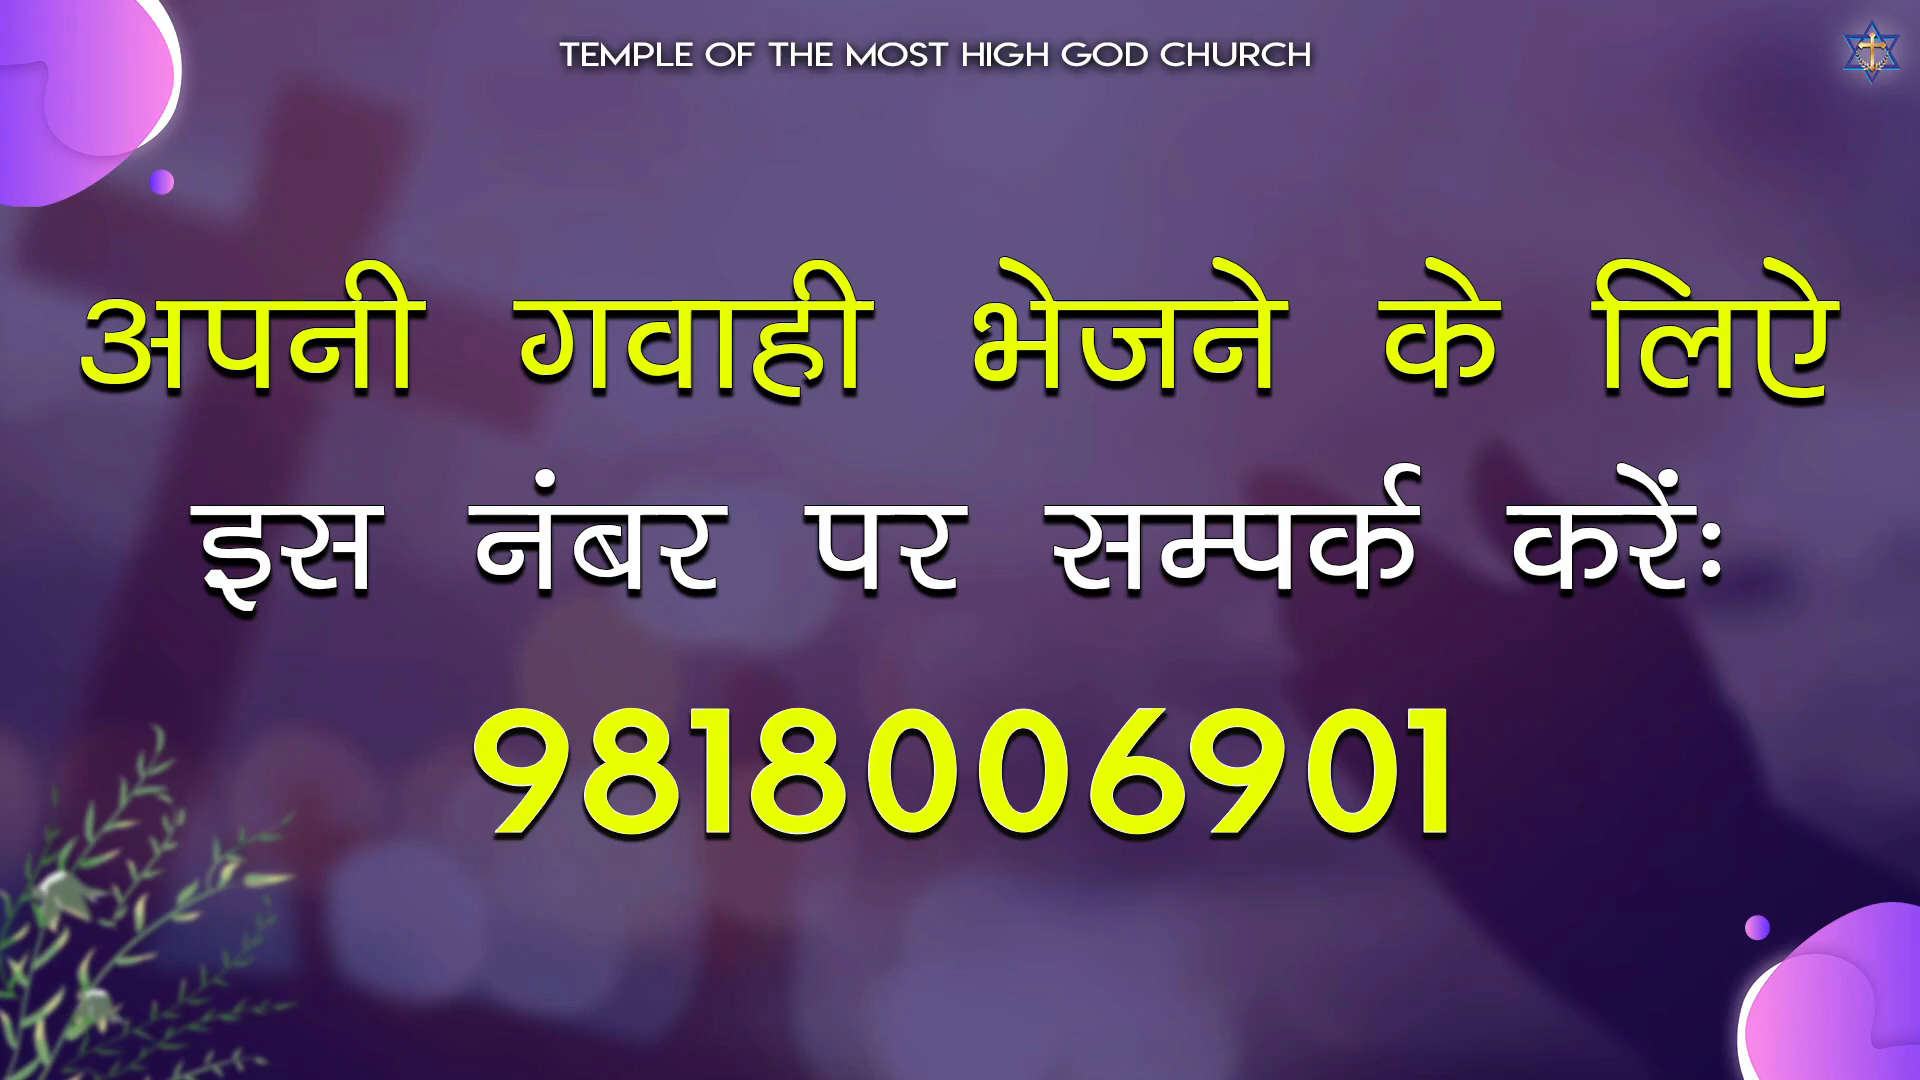 TEMPLE OF THE MOST HIGH GOD CHURCH
अपनी गवाही भेजने के लिऐ
इस नंबर पर सम्पर्क करेंः
9818006901